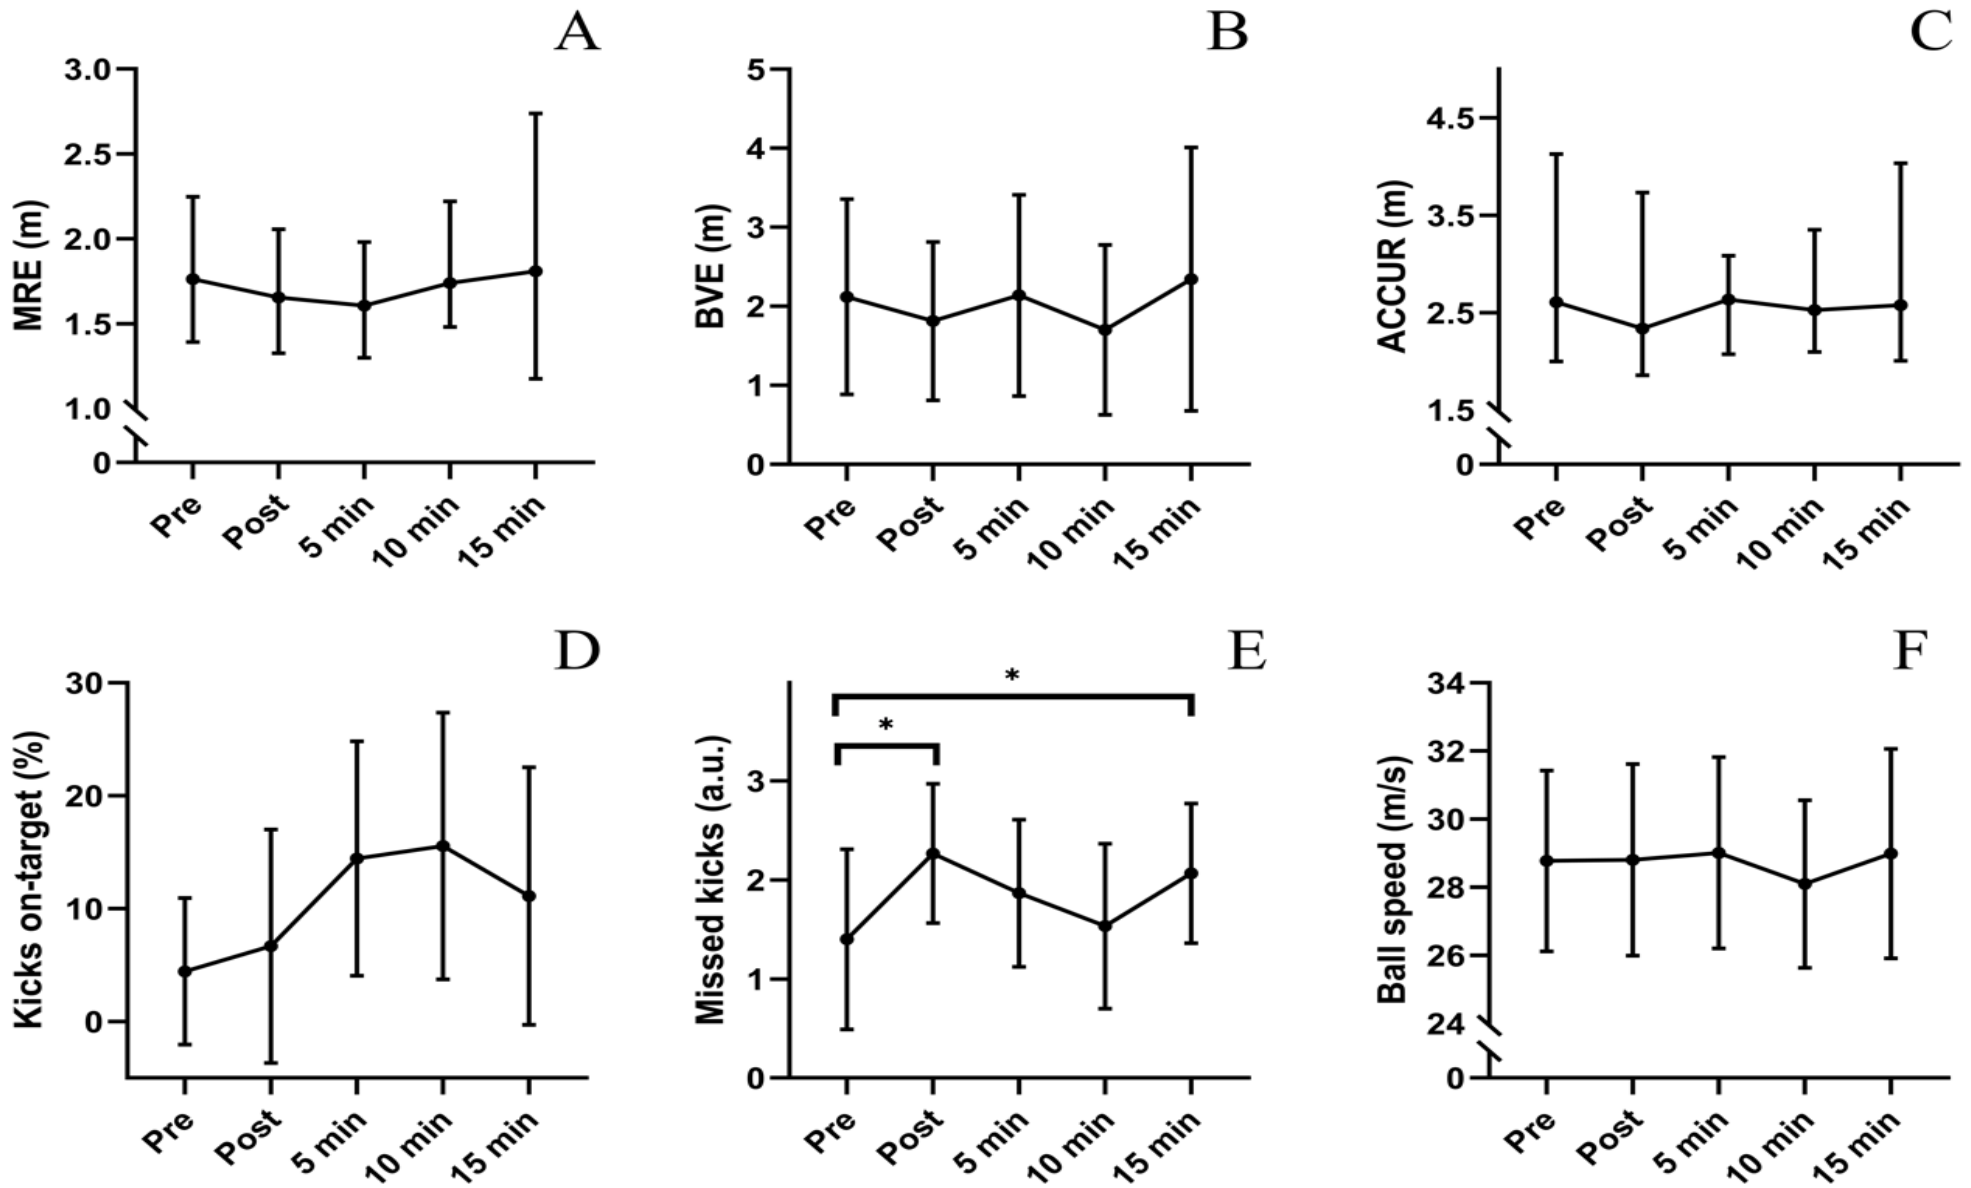 A
MRE (m)
3.0
2.5
2.0
1.5
1.0
0
Pre
Post
5 min
10 min
15 min
B
BVE (m)
5
4
3
2
1
0
Pre
Post
5 min
10 min
15 min
C
ACCUR (m)
4.5
3.5
2.5
1.5
0
Pre
Post
5 min
10 min
15 min
D
Kicks on-target (%)
30
20
10
0
Pre
Post
5 min
10 min
15 min
E
Missed kicks (a.u.)
*
*
3
2
1
0
Pre
Post
5 min
10 min
15 min
F
Ball speed (m/s)
34
32
30
28
26
24
0
Pre
Post
5 min
10 min
15 min